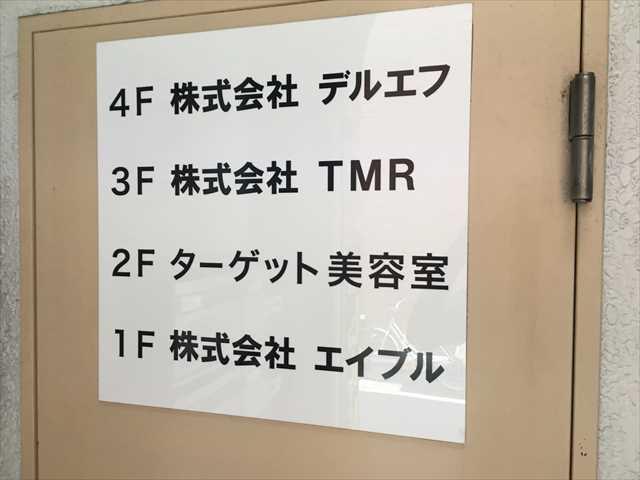 4F 株式会社 デルエフ
3F 株式会社 TMR
2F ターゲット美容室
1F 株式会社 エイブル